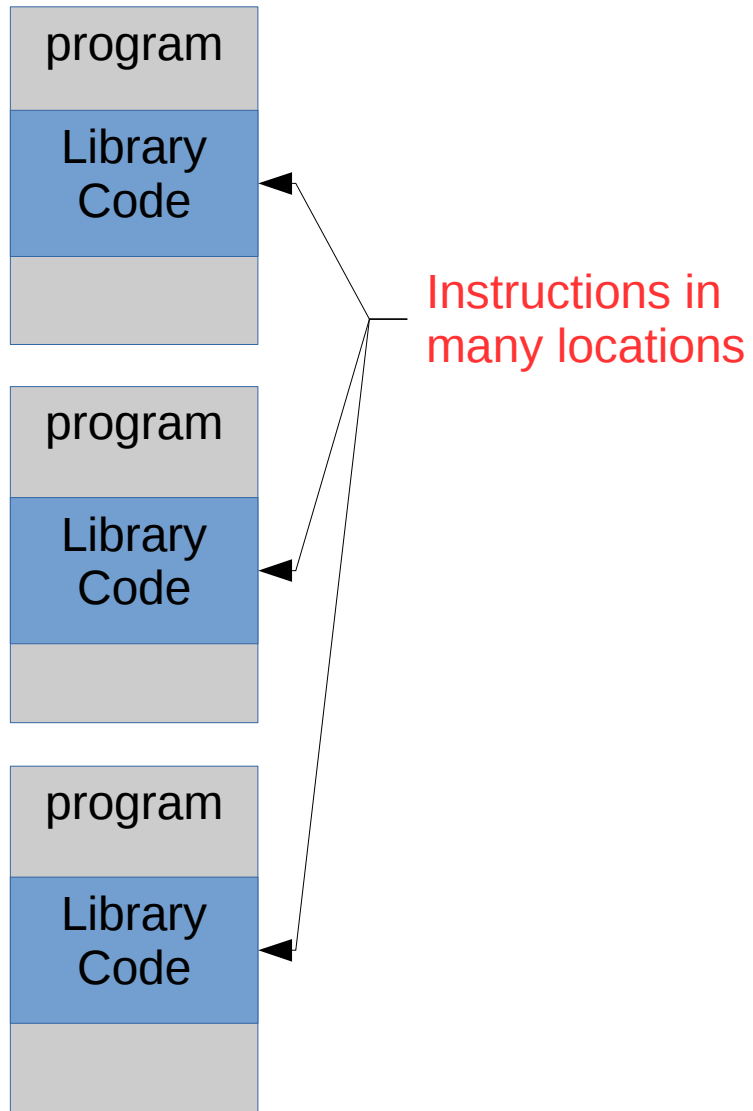 program
Library
Code
Instructions in
many locations
program
Library
Code
program
Library
Code